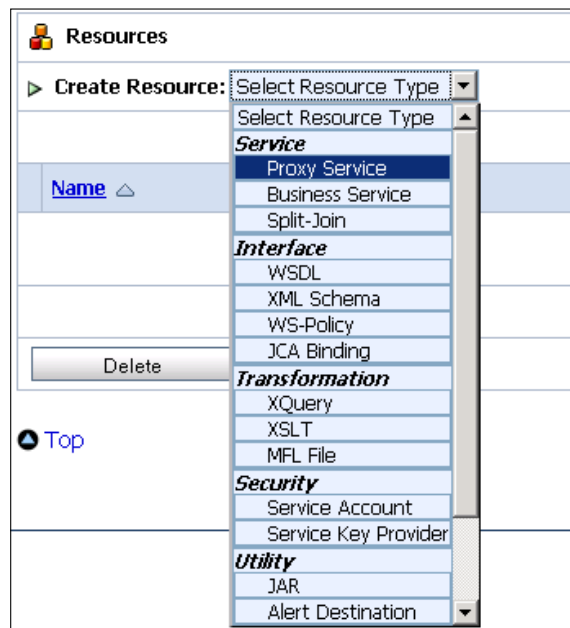 Resources
Create Resource: Select Resource Type
Select Resource Type
Service
Proxy Service
Name
Business Service
Split-Join
Interface
WSDL
XML Schema
WS-Policy
JCA Binding
Delete
Transformation
XQuery
XSLT
Top
MFL File
Security
Service Account
Service Key Provider
Utility
JAR
Alert Destination